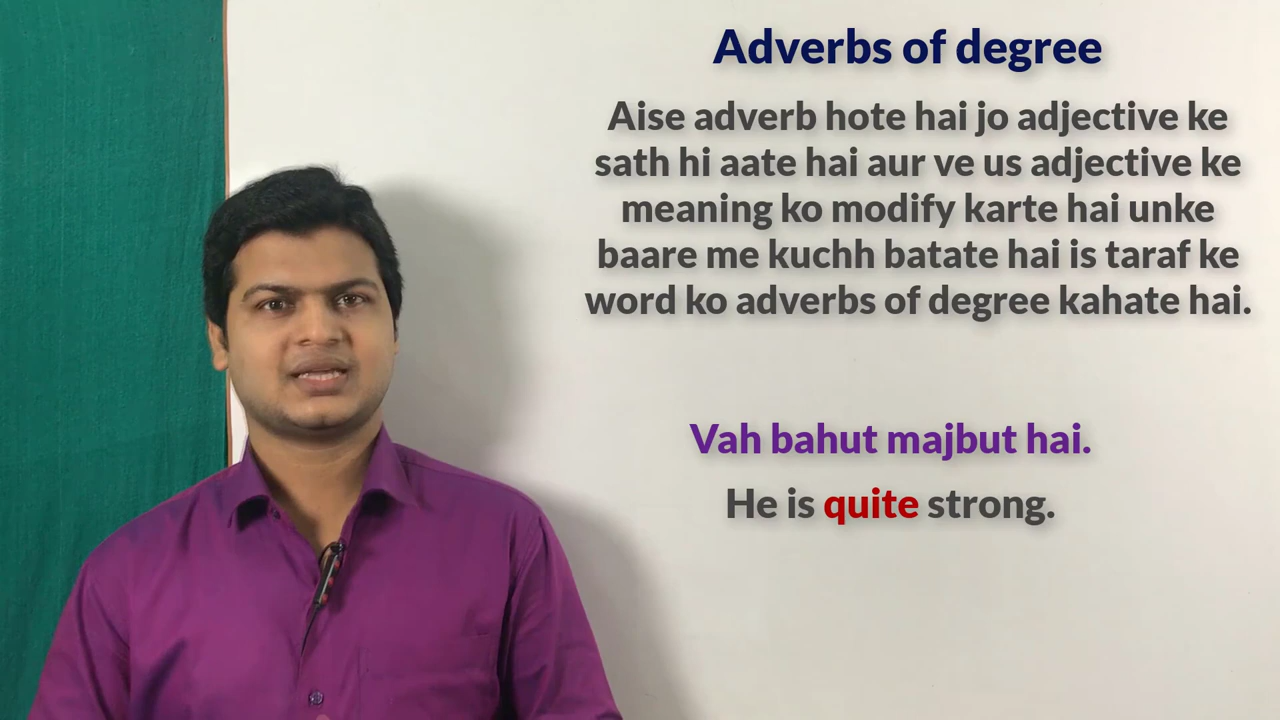 Adverbs of degree
Aise adverb hote hai jo adjective ke
sath hi aate hai aur ve us adjective ke
meaning ko modify karte hai unke
baare me kuchh batate hai is taraf ke
word ko adverbs of degree kahate hai.
Vah bahut majbut hai.
He is quite strong.